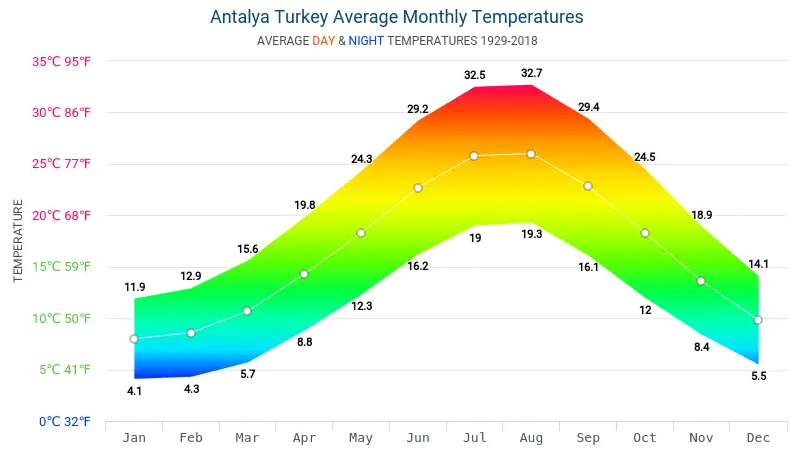 Antalya Turkey Average Monthly Temperatures
AVERAGE DAY & NIGHT TEMPERATURES 1929-2018
35°C 95°F
30°C 86°F
25°C 77°F
20°C 68°F
15°C 59°F
10°C 50°F
5°C 41°F
0°C 32°F
TEMPERATURE
11.9 12.9 15.6 19.8 24.3 29.2 32.5 32.7 29.4 24.5 18.9 14.1
4.1 4.3 5.7 8.8 12.3 16.2 19 19.3 16.1 12 8.4 5.5
Jan Feb Mar Apr May Jun Jul Aug Sep Oct Nov Dec